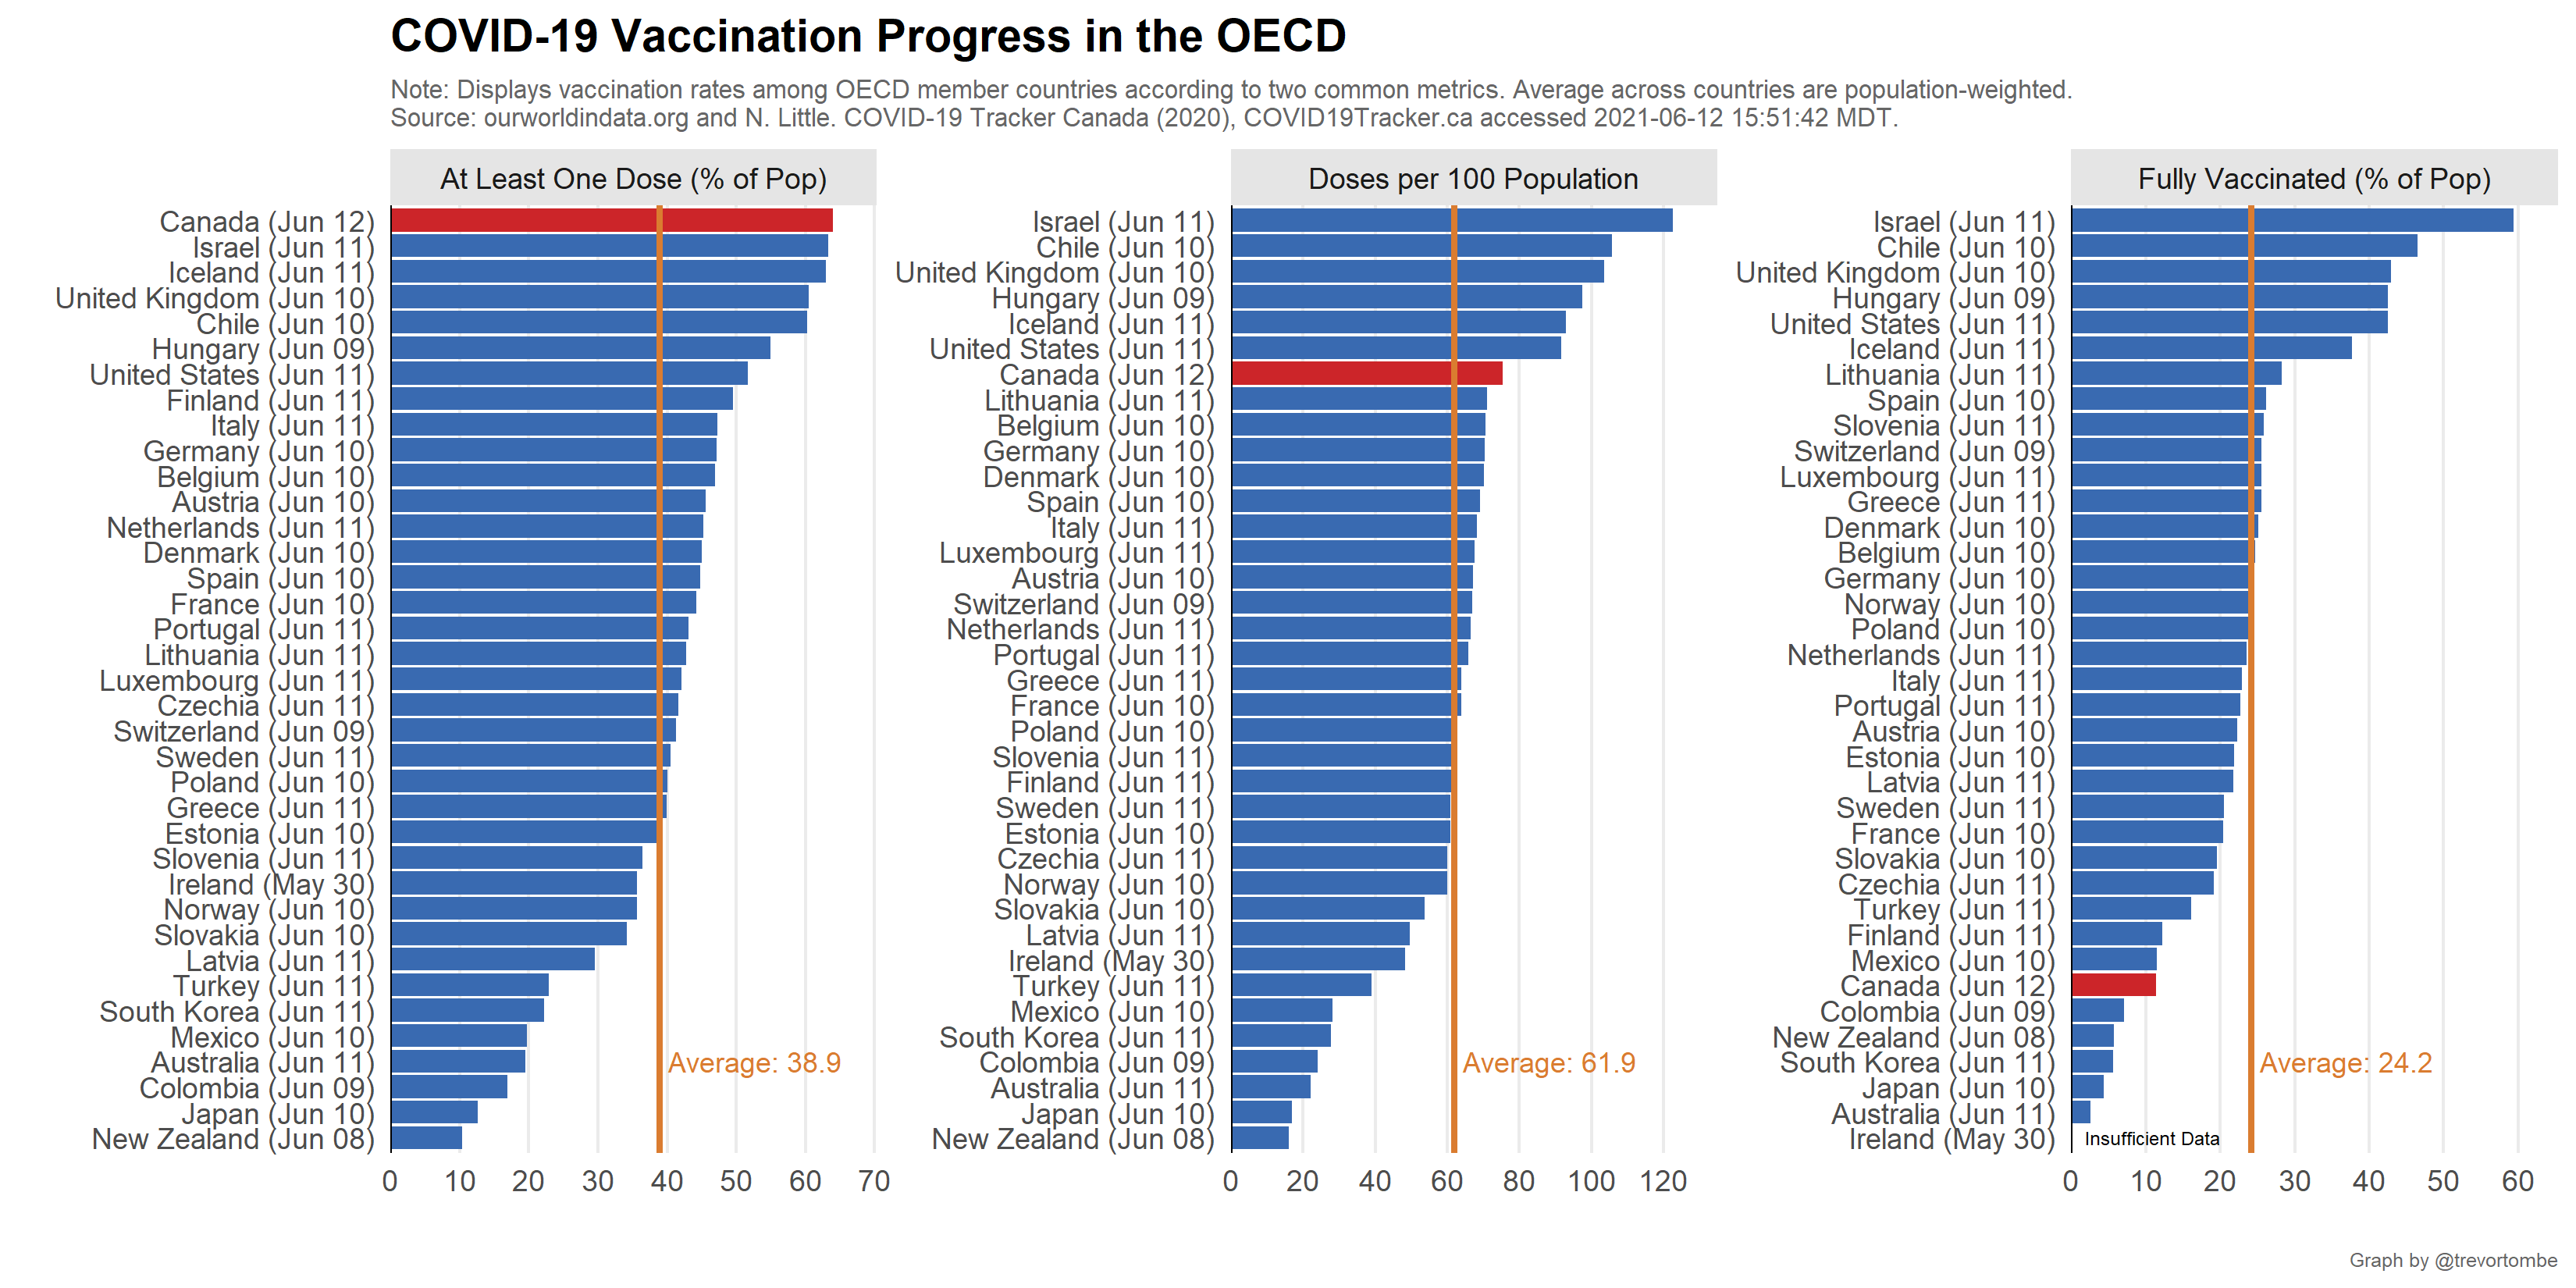 COVID-19 Vaccination Progress in the OECD
Note: Displays vaccination rates among OECD member countries according to two common metrics. Average across countries are population-weighted.
Source: ourworldindata.org and N. Little. COVID-19 Tracker Canada (2020), COVID19Tracker.ca accessed 2021-06-12 15:51:42 MDT.
At Least One Dose (% of Pop)
Canada (Jun 12)
Israel (Jun 11)
Iceland (Jun 11)
United Kingdom (Jun 10)
Chile (Jun 10)
Hungary (Jun 09)
United States (Jun 11)
Finland (Jun 11)
Italy (Jun 11)
Germany (Jun 10)
Belgium (Jun 10)
Austria (Jun 10)
Netherlands (Jun 11)
Denmark (Jun 10)
Spain (Jun 10)
France (Jun 10)
Portugal (Jun 11)
Lithuania (Jun 11)
Luxembourg (Jun 11)
Czechia (Jun 11)
Switzerland (Jun 09)
Sweden (Jun 11)
Poland (Jun 10)
Greece (Jun 11)
Estonia (Jun 10)
Slovenia (Jun 11)
Ireland (May 30)
Norway (Jun 10)
Slovakia (Jun 10)
Latvia (Jun 11)
Turkey (Jun 11)
South Korea (Jun 11)
Mexico (Jun 10)
Australia (Jun 11)
Colombia (Jun 09)
Japan (Jun 10)
New Zealand (Jun 08)
Average: 38.9
0 10 20 30 40 50 60 70
Doses per 100 Population
Israel (Jun 11)
Chile (Jun 10)
United Kingdom (Jun 10)
Hungary (Jun 09)
Iceland (Jun 11)
United States (Jun 11)
Canada (Jun 12)
Lithuania (Jun 11)
Belgium (Jun 10)
Germany (Jun 10)
Denmark (Jun 10)
Spain (Jun 10)
Italy (Jun 11)
Luxembourg (Jun 11)
Austria (Jun 10)
Switzerland (Jun 09)
Netherlands (Jun 11)
Portugal (Jun 11)
Greece (Jun 11)
France (Jun 10)
Poland (Jun 10)
Slovenia (Jun 11)
Finland (Jun 11)
Sweden (Jun 11)
Estonia (Jun 10)
Czechia (Jun 11)
Norway (Jun 10)
Slovakia (Jun 10)
Latvia (Jun 11)
Ireland (May 30)
Turkey (Jun 11)
Mexico (Jun 10)
South Korea (Jun 11)
Colombia (Jun 09)
Australia (Jun 11)
Japan (Jun 10)
New Zealand (Jun 08)
Average: 61.9
0 20 40 60 80 100 120
Fully Vaccinated (% of Pop)
Israel (Jun 11)
Chile (Jun 10)
United Kingdom (Jun 10)
Hungary (Jun 09)
United States (Jun 11)
Iceland (Jun 11)
Lithuania (Jun 11)
Spain (Jun 10)
Slovenia (Jun 11)
Switzerland (Jun 09)
Luxembourg (Jun 11)
Greece (Jun 11)
Denmark (Jun 10)
Belgium (Jun 10)
Germany (Jun 10)
Norway (Jun 10)
Poland (Jun 10)
Netherlands (Jun 11)
Italy (Jun 11)
Portugal (Jun 11)
Austria (Jun 10)
Estonia (Jun 10)
Latvia (Jun 11)
Sweden (Jun 11)
France (Jun 10)
Slovakia (Jun 10)
Czechia (Jun 11)
Turkey (Jun 11)
Finland (Jun 11)
Mexico (Jun 10)
Canada (Jun 12)
Colombia (Jun 09)
New Zealand (Jun 08)
South Korea (Jun 11)
Japan (Jun 10)
Australia (Jun 11)
Ireland (May 30)
Insufficient Data
Average: 24.2
0 10 20 30 40 50 60
Graph by @trevortombe